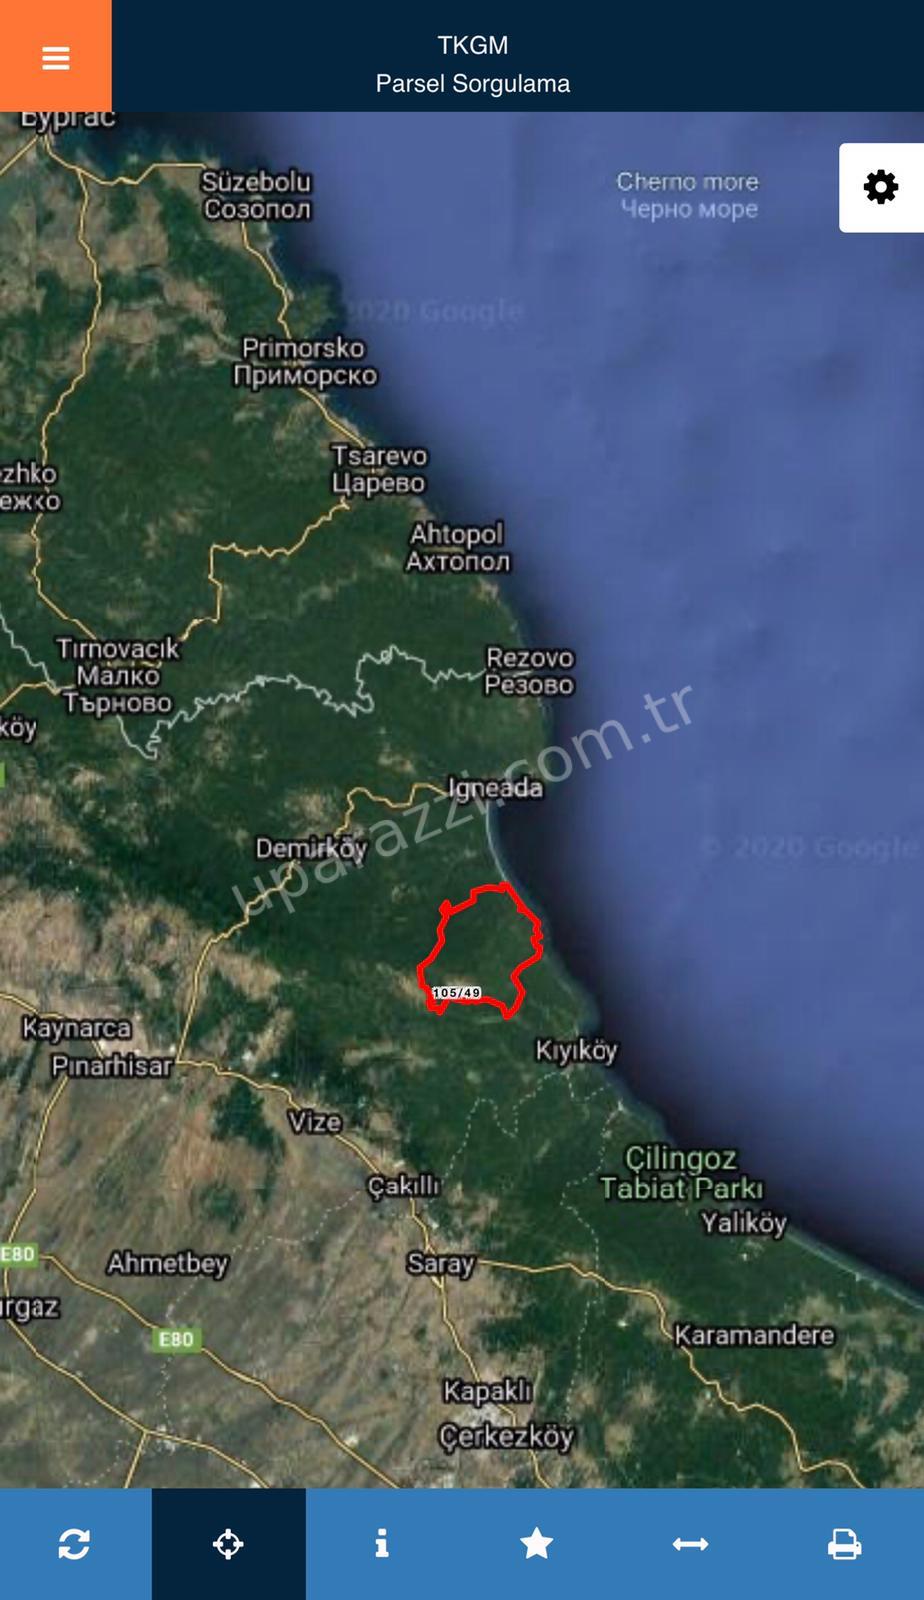 TKGM
Parsel Sorgulama
Бургас
Süzebolu
Созопол
Cherno more
Черно море
2020 Google
Primorsko
Приморско
Tsarevo
Царево
ezhko
ежко
Ahtopol
Ахтопол
Tırnovacık
Малко
Търново
Rezovo
Резово
köy
uparazzi.com.tr
Igneada
Demirköy
© 2020 Google
105/49
Kaynarca
Pınarhisar
Kıyıköy
Vize
Çilingoz
Tabiat Parkı
Çakıllı
Yalıköy
E80
Ahmetbey
Saray
urgaz
E80
Karamandere
Kapaklı
Çerkezköy